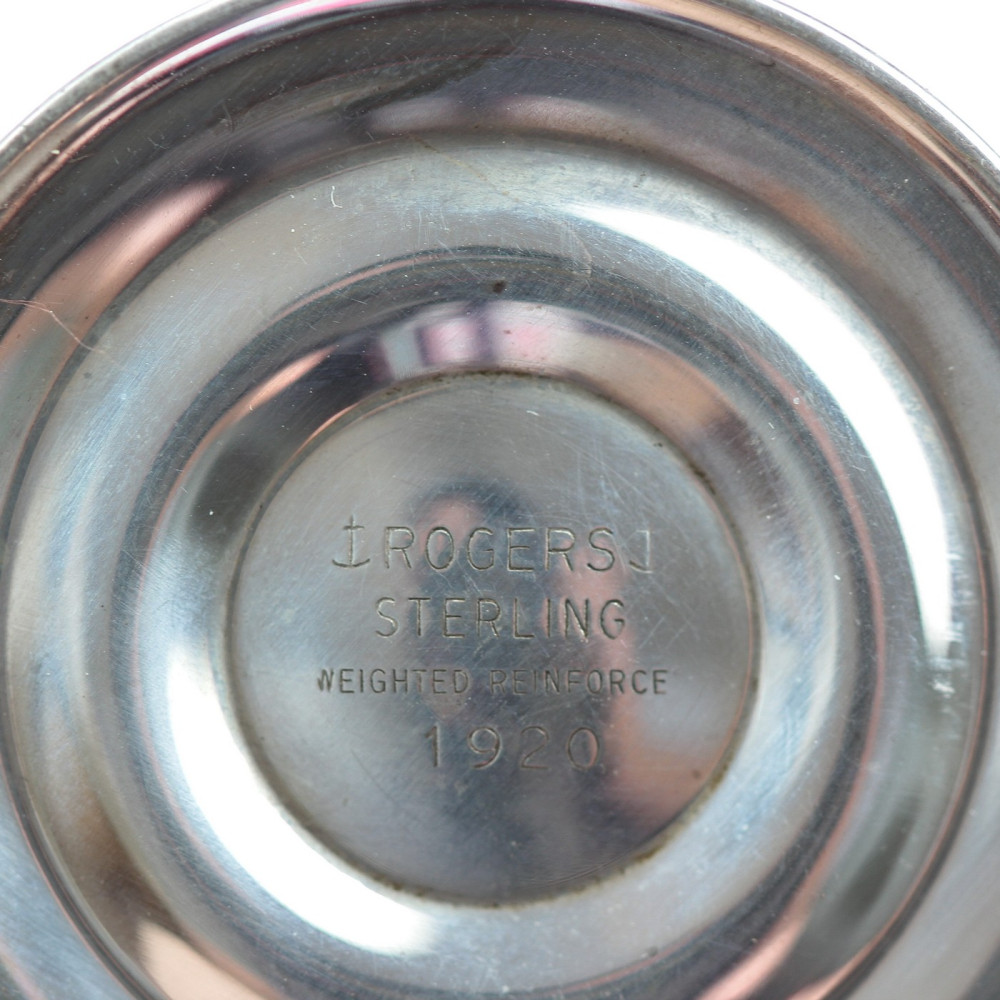 ROGERS
STERLING
WEIGHTED REINFORCE
1920